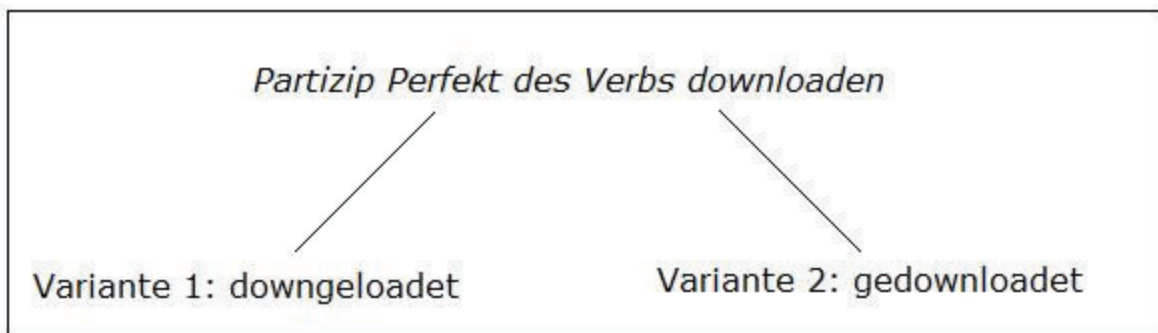 Partizip Perfekt des Verbs downloaden
Variante 1: downgeloadet
Variante 2: gedownloadet